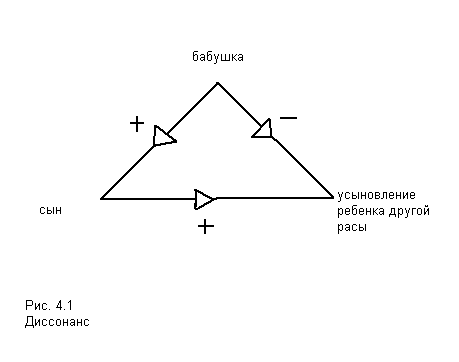 бабушка
+
−
сын
+
усыновление
ребенка другой
расы
Рис. 4.1
Диссонанс